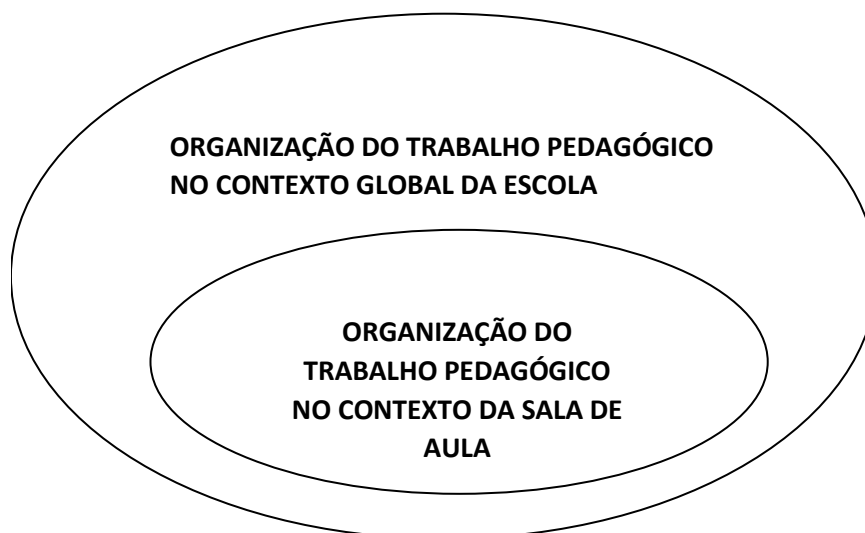 ORGANIZAÇÃO DO TRABALHO PEDAGÓGICO
NO CONTEXTO GLOBAL DA ESCOLA
ORGANIZAÇÃO DO
TRABALHO PEDAGÓGICO
NO CONTEXTO DA SALA DE
AULA